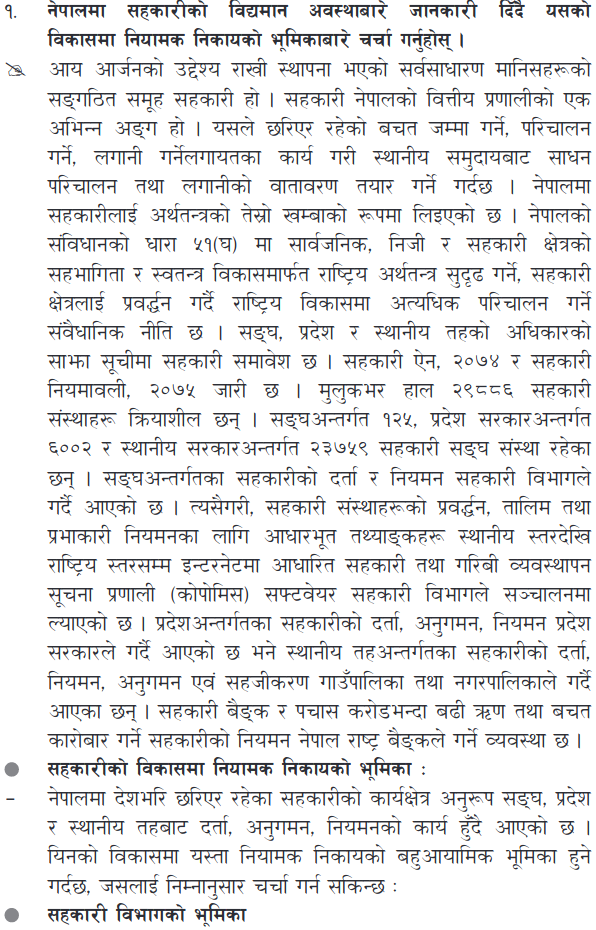 १. नेपालमा सहकारीको विद्यमान अवस्थाबारे जानकारी दिँदै यसको
विकासमा नियामक निकायको भूमिकाबारे चर्चा गर्नुहोस् ।
आय आर्जनको उद्देश्य राखी स्थापना भएको सर्वसाधारण मानिसहरूको
सङ्गठित समूह सहकारी हो । सहकारी नेपालको वित्तीय प्रणालीको एक
अभिन्न अङ्ग हो । यसले छरिएर रहेको बचत जम्मा गर्ने, परिचालन
गर्ने, लगानी गर्नेलगायतका कार्य गरी स्थानीय समुदायबाट साधन
परिचालन तथा लगानीको वातावरण तयार गर्ने गर्दछ । नेपालमा
सहकारीलाई अर्थतन्त्रको तेस्रो खम्बाको रूपमा लिइएको छ । नेपालको
संविधानको धारा ५१(घ) मा सार्वजनिक, निजी र सहकारी क्षेत्रको
सहभागिता र स्वतन्त्र विकासमार्फत राष्ट्रिय अर्थतन्त्र सुदृढ गर्ने, सहकारी
क्षेत्रलाई प्रवर्द्धन गर्दै राष्ट्रिय विकासमा अत्यधिक परिचालन गर्ने
संवैधानिक नीति छ । सङ्घ, प्रदेश र स्थानीय तहको अधिकारको
साझा सूचीमा सहकारी समावेश छ । सहकारी ऐन, २०७४ र सहकारी
नियमावली, २०७५ जारी छ । मुलुकभर हाल २९८८६ सहकारी
संस्थाहरू क्रियाशील छन् । सङ्घअन्तर्गत १२५, प्रदेश सरकारअन्तर्गत
६००२ र स्थानीय सरकारअन्तर्गत २३७५९ सहकारी सङ्घ संस्था रहेका
छन् । सङ्घअन्तर्गतका सहकारीको दर्ता र नियमन सहकारी विभागले
गर्दै आएको छ । त्यसैगरी, सहकारी संस्थाहरूको प्रवर्द्धन, तालिम तथा
प्रभाकारी नियमनका लागि आधारभूत तथ्याङ्कहरू स्थानीय स्तरदेखि
राष्ट्रिय स्तरसम्म इन्टरनेटमा आधारित सहकारी तथा गरिबी व्यवस्थापन
सूचना प्रणाली (कोपोमिस) सफ्टवेयर सहकारी विभागले सञ्चालनमा
ल्याएको छ । प्रदेशअन्तर्गतका सहकारीको दर्ता, अनुगमन, नियमन प्रदेश
सरकारले गर्दै आएको छ भने स्थानीय तहअन्तर्गतका सहकारीको दर्ता,
नियमन, अनुगमन एवं सहजीकरण गाउँपालिका तथा नगरपालिकाले गर्दै
आएका छन् । सहकारी बैङ्क र पचास करोडभन्दा बढी ऋण तथा बचत
कारोबार गर्ने सहकारीको नियमन नेपाल राष्ट्र बैङ्कले गर्ने व्यवस्था छ ।
● सहकारीको विकासमा नियामक निकायको भूमिका :
– नेपालमा देशभरि छरिएर रहेका सहकारीको कार्यक्षेत्र अनुरूप सङ्घ, प्रदेश
र स्थानीय तहबाट दर्ता, अनुगमन, नियमनको कार्य हुँदै आएको छ ।
यिनको विकासमा यस्ता नियामक निकायको बहुआयामिक भूमिका हुने
गर्दछ, जसलाई निम्नानुसार चर्चा गर्न सकिन्छ :
● सहकारी विभागको भूमिका